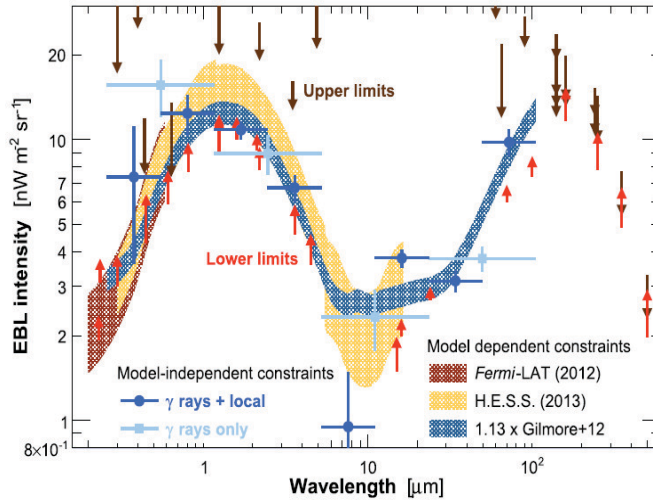 EBL intensity [nW m⁻² sr⁻¹]
30
20
10
7
6
5
4
3
2
1
8×10⁻¹
Upper limits
Lower limits
Model-independent constraints
γ rays + local
γ rays only
Model dependent constraints
Fermi-LAT (2012)
H.E.S.S. (2013)
1.13 x Gilmore+12
1
10
10²
Wavelength [μm]